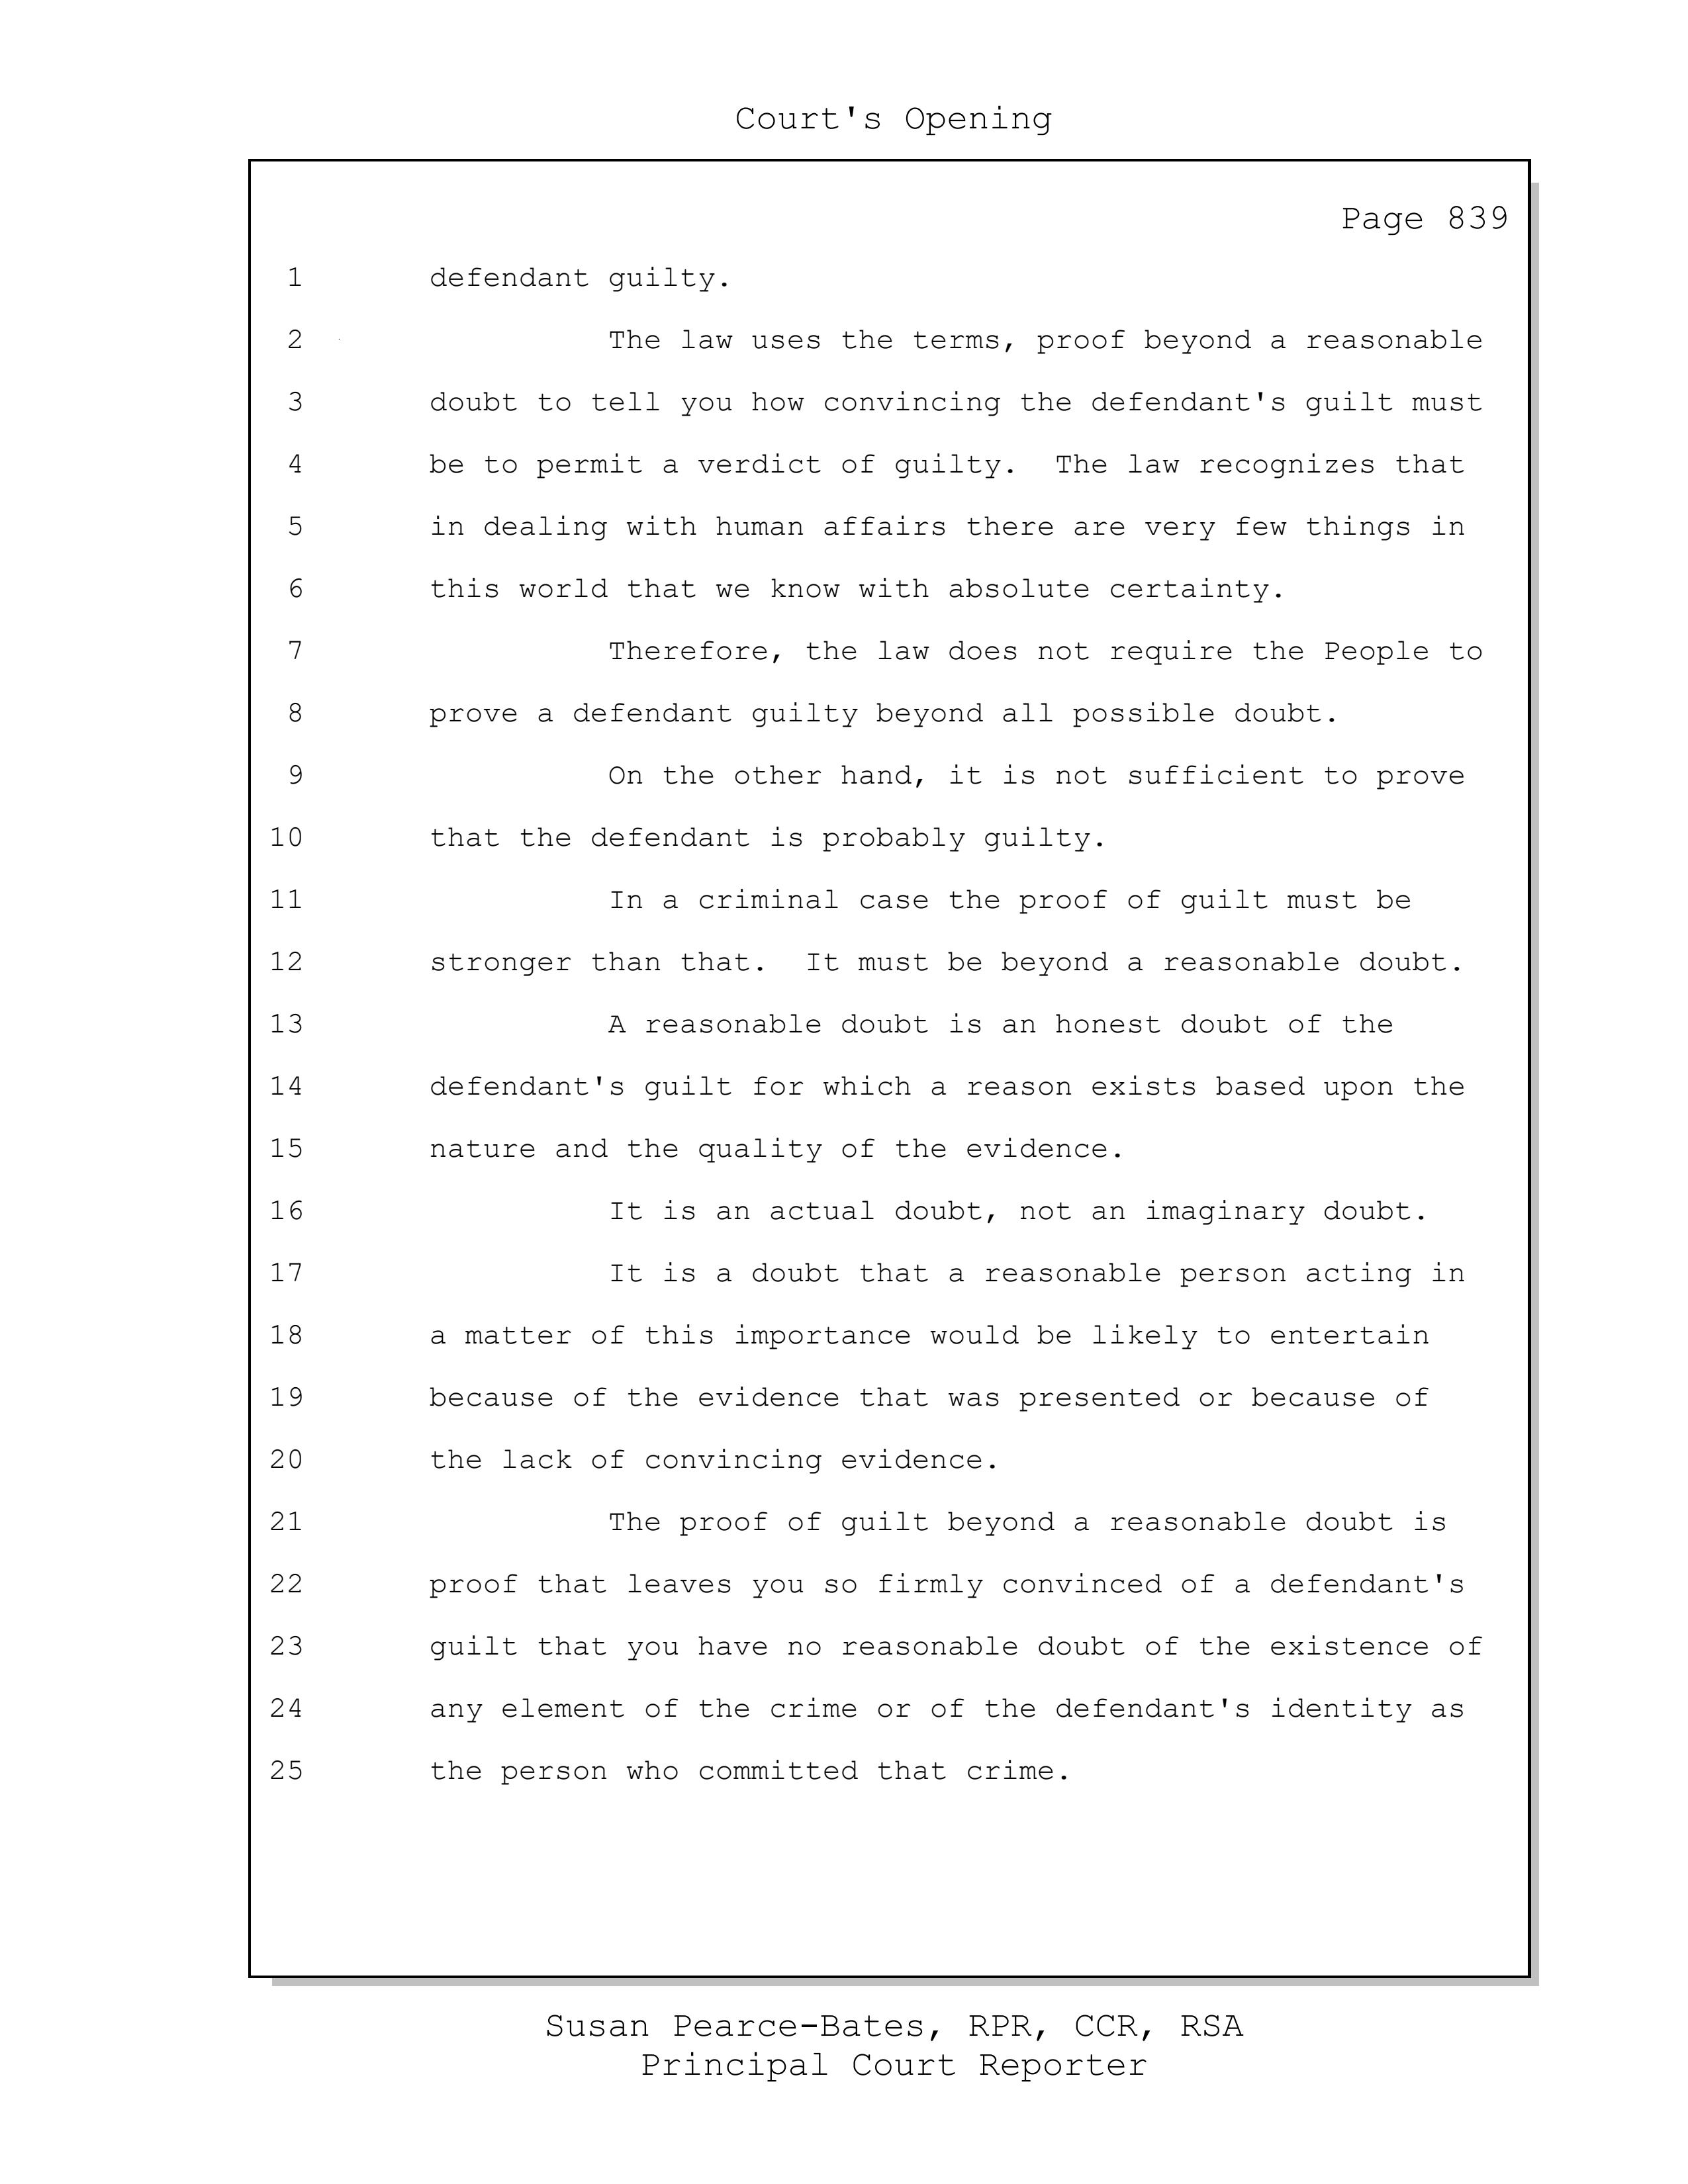 Court's Opening
Page 839
1 defendant guilty.
2 The law uses the terms, proof beyond a reasonable
3 doubt to tell you how convincing the defendant's guilt must
4 be to permit a verdict of guilty.  The law recognizes that
5 in dealing with human affairs there are very few things in
6 this world that we know with absolute certainty.
7 Therefore, the law does not require the People to
8 prove a defendant guilty beyond all possible doubt.
9 On the other hand, it is not sufficient to prove
10 that the defendant is probably guilty.
11 In a criminal case the proof of guilt must be
12 stronger than that.  It must be beyond a reasonable doubt.
13 A reasonable doubt is an honest doubt of the
14 defendant's guilt for which a reason exists based upon the
15 nature and the quality of the evidence.
16 It is an actual doubt, not an imaginary doubt.
17 It is a doubt that a reasonable person acting in
18 a matter of this importance would be likely to entertain
19 because of the evidence that was presented or because of
20 the lack of convincing evidence.
21 The proof of guilt beyond a reasonable doubt is
22 proof that leaves you so firmly convinced of a defendant's
23 guilt that you have no reasonable doubt of the existence of
24 any element of the crime or of the defendant's identity as
25 the person who committed that crime.
Susan Pearce-Bates, RPR, CCR, RSA
Principal Court Reporter